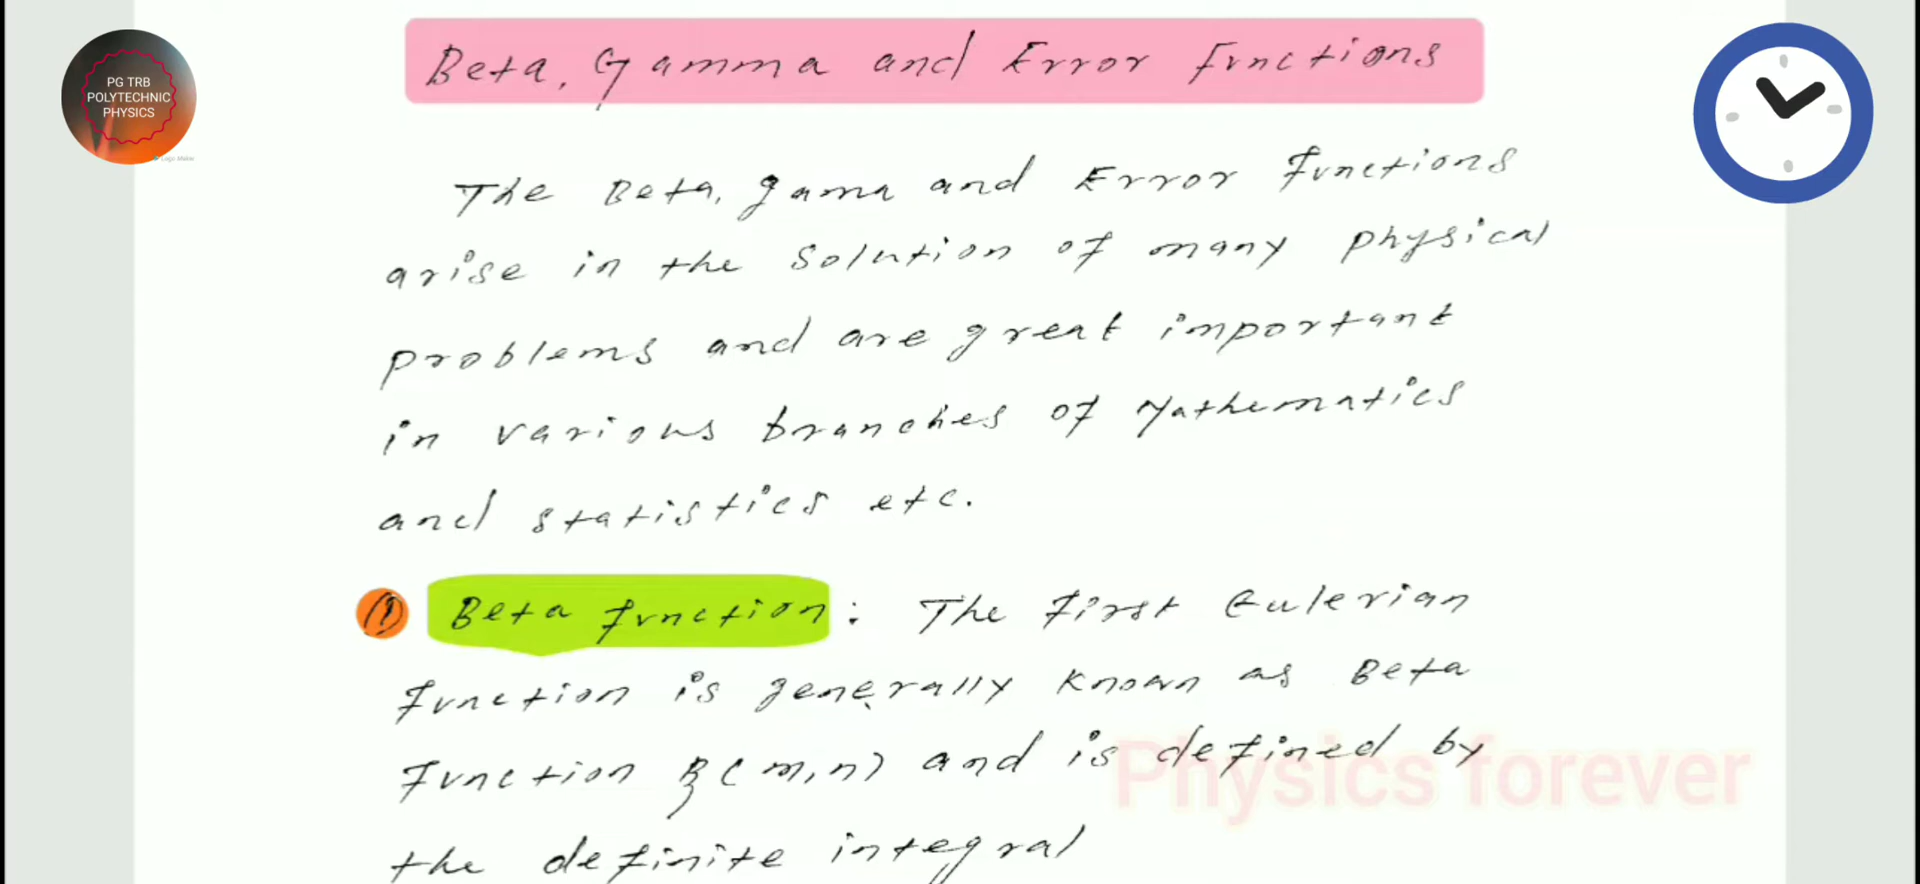 Beta, Gamma and Error Functions
PG TRB
POLYTECHNIC
PHYSICS
Logo Maker
The Beta, gama and Error functions
arise in the solution of many physical
problems and are great important
in various branches of Mathematics
and statistics etc.
(1) Beta function : The first Eulerian
function is generally known as Beta
function β(m,n) and is defined by
Physics forever
the definite integral